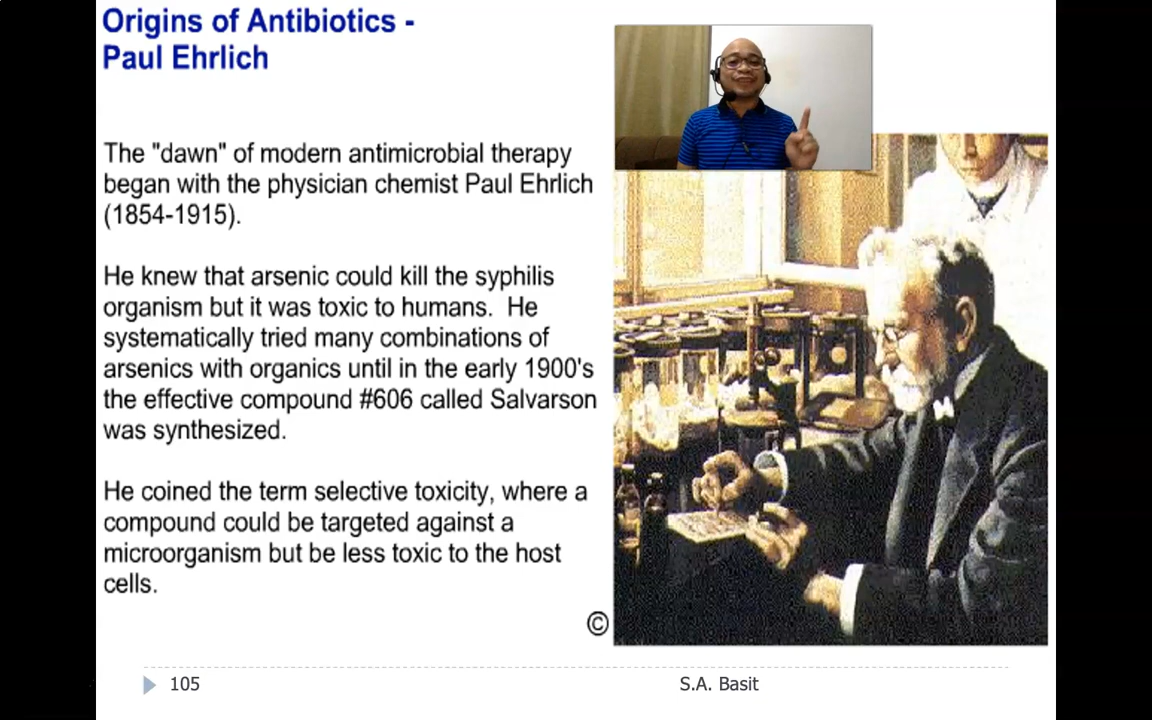 Origins of Antibiotics -
Paul Ehrlich
The "dawn" of modern antimicrobial therapy
began with the physician chemist Paul Ehrlich
(1854-1915).
He knew that arsenic could kill the syphilis
organism but it was toxic to humans. He
systematically tried many combinations of
arsenics with organics until in the early 1900's
the effective compound #606 called Salvarson
was synthesized.
He coined the term selective toxicity, where a
compound could be targeted against a
microorganism but be less toxic to the host
cells.
©
105
S.A. Basit